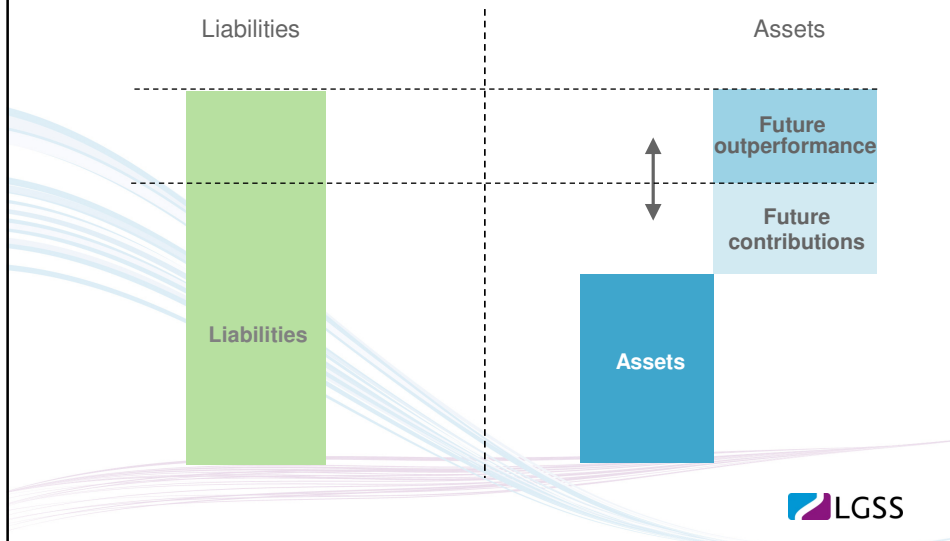 Liabilities
Assets
Future
outperformance
Future
contributions
Liabilities
Assets
LGSS